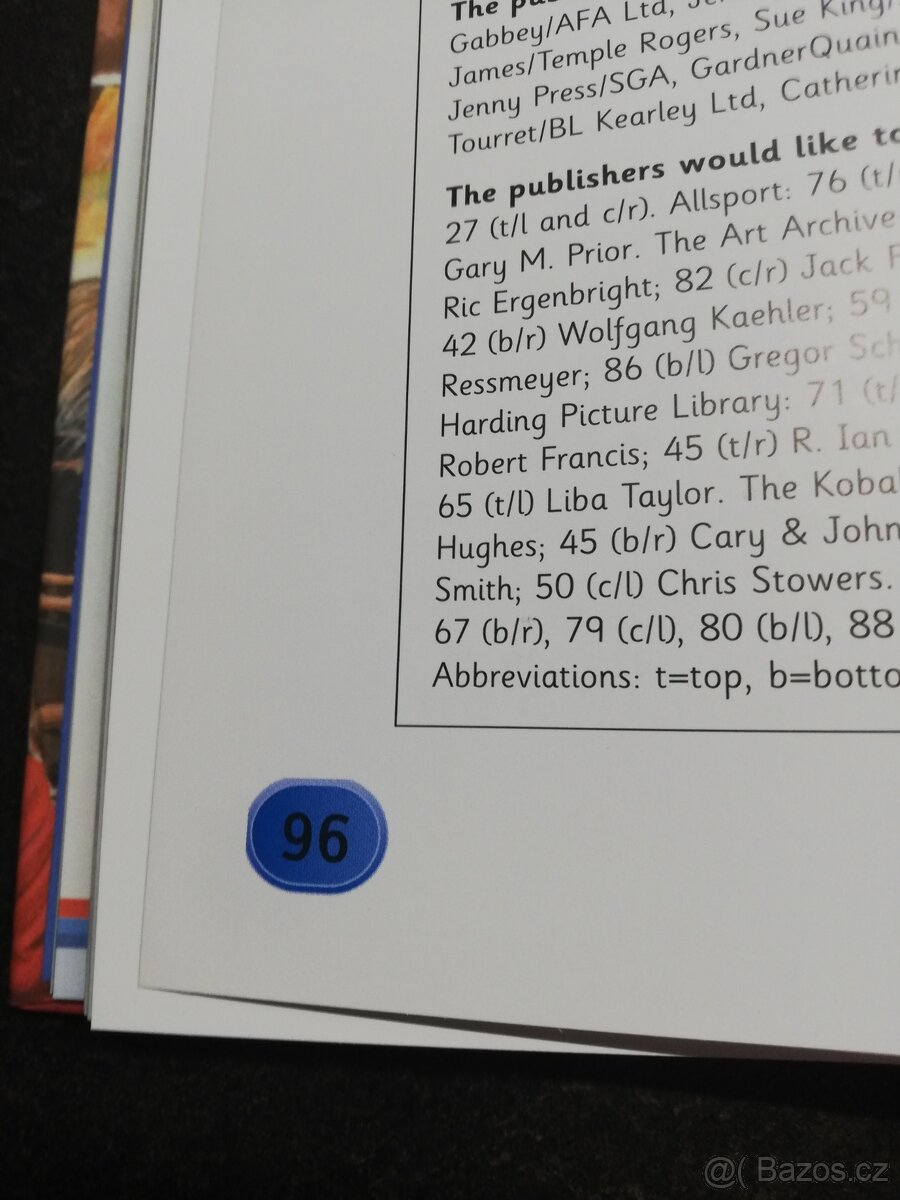 The
Gabbey/AFA Ltd,
James/Temple Rogers, Sue King/
Jenny Press/SGA, GardnerQuain
Tourret/BL Kearley Ltd, Catherin
The publishers would like to
27 (t/l and c/r). Allsport: 76 (t/
Gary M. Prior. The Art Archive
Ric Ergenbright; 82 (c/r) Jack
42 (b/r) Wolfgang Kaehler; 59
Ressmeyer; 86 (b/l) Gregor Sch
Harding Picture Library: 71 (t/
Robert Francis; 45 (t/r) R. Ian
65 (t/l) Liba Taylor. The Kobal
Hughes; 45 (b/r) Cary & John
Smith; 50 (c/l) Chris Stowers.
67 (b/r), 79 (c/l), 80 (b/l), 88
Abbreviations: t=top, b=botto
96
@( Bazos.cz